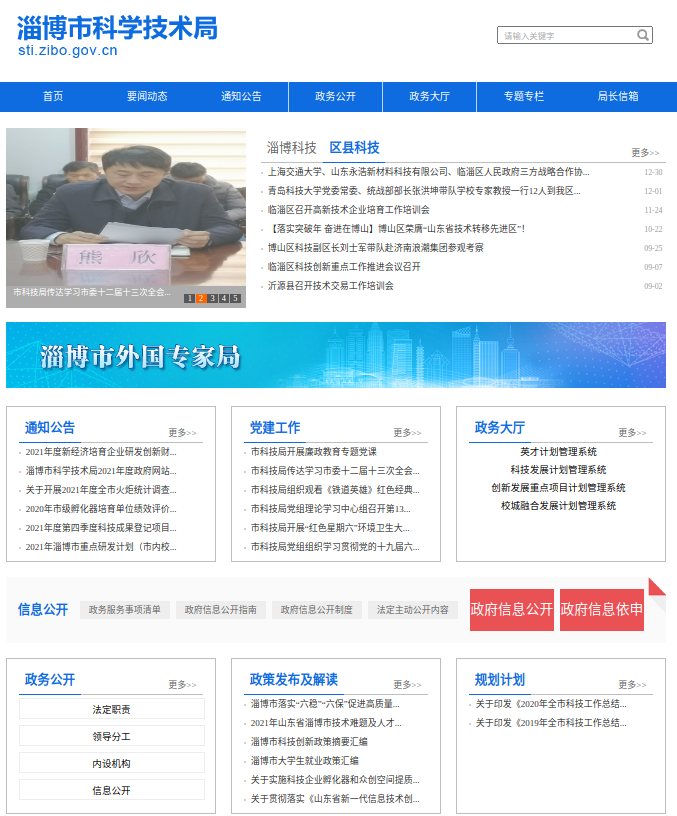 淄博市科学技术局
sti.zibo.gov.cn
请输入关键字
首页 要闻动态 通知公告 政务公开 政务大厅 专题专栏 局长信箱
淄博科技 区县科技 更多>>
上海交通大学、山东永浩新材料科技有限公司、临淄区人民政府三方战略合作协... 12-30
青岛科技大学党委常委、统战部部长张洪坤带队学校专家教授一行12人到我区... 12-01
临淄区召开高新技术企业培育工作培训会 11-24
【落实突破年 奋进在博山】博山区荣膺“山东省技术转移先进区”! 10-22
博山区科技副区长刘士军带队赴济南浪潮集团参观考察 09-25
临淄区科技创新重点工作推进会议召开 09-07
沂源县召开技术交易工作培训会 09-02
熊 欣
市科技局传达学习市委十二届十三次全会...
1 2 3 4 5
淄博市外国专家局
通知公告 更多>>
2021年度新经济培育企业研发创新财...
淄博市科学技术局2021年度政府网站...
关于开展2021年度全市火炬统计调查...
2020年市级孵化器培育单位绩效评价...
2021年度第四季度科技成果登记项目...
2021年淄博市重点研发计划（市内校...
党建工作 更多>>
市科技局开展廉政教育专题党课
市科技局传达学习市委十二届十三次全会...
市科技局组织观看《铁道英雄》红色经典...
市科技局党组理论学习中心组召开第13...
市科技局开展“红色星期六”环境卫生大...
市科技局党组组织学习贯彻党的十九届六...
政务大厅 更多>>
英才计划管理系统
科技发展计划管理系统
创新发展重点项目计划管理系统
校城融合发展计划管理系统
信息公开 政务服务事项清单 政府信息公开指南 政府信息公开制度 法定主动公开内容 政府信息公开 政府信息依申
政务公开 更多>>
法定职责
领导分工
内设机构
信息公开
政策发布及解读 更多>>
淄博市落实“六稳”“六保”促进高质量...
2021年山东省淄博市技术难题及人才...
淄博市科技创新政策摘要汇编
淄博市大学生就业政策汇编
关于实施科技企业孵化器和众创空间提质...
关于贯彻落实《山东省新一代信息技术创...
规划计划 更多>>
关于印发《2020年全市科技工作总结...
关于印发《2019年全市科技工作总结...